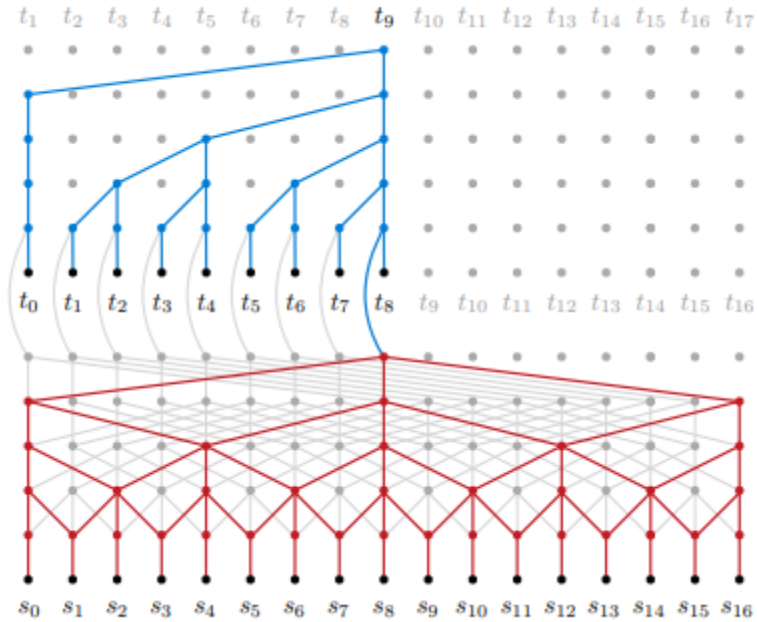 t₁ t₂ t₃ t₄ t₅ t₆ t₇ t₈ t₉ t₁₀ t₁₁ t₁₂ t₁₃ t₁₄ t₁₅ t₁₆ t₁₇
t₀ t₁ t₂ t₃ t₄ t₅ t₆ t₇ t₈ t₉ t₁₀ t₁₁ t₁₂ t₁₃ t₁₄ t₁₅ t₁₆
s₀ s₁ s₂ s₃ s₄ s₅ s₆ s₇ s₈ s₉ s₁₀ s₁₁ s₁₂ s₁₃ s₁₄ s₁₅ s₁₆